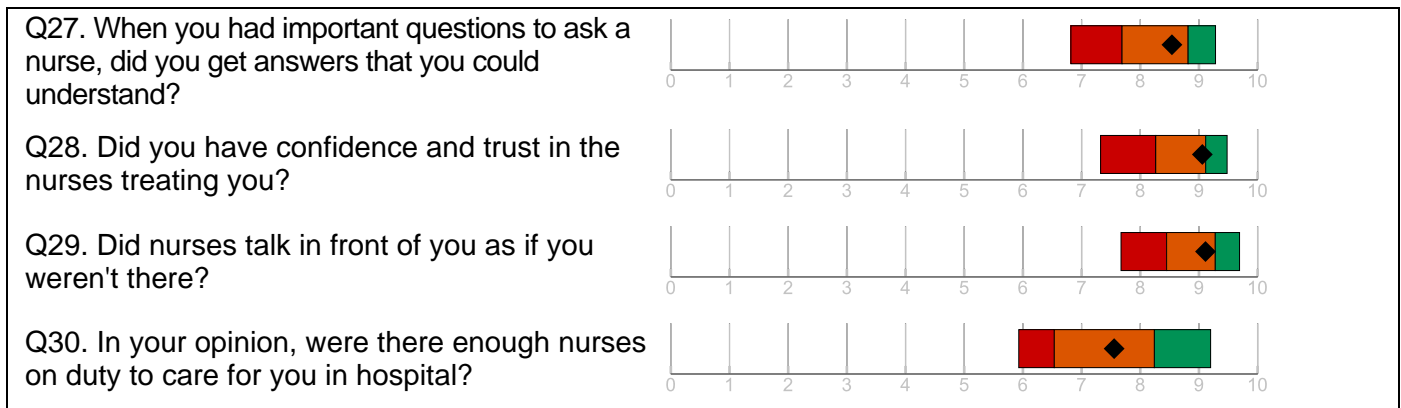 Q27. When you had important questions to ask a
nurse, did you get answers that you could
understand?
0 1 2 3 4 5 6 7 8 9 10
Q28. Did you have confidence and trust in the
nurses treating you?
0 1 2 3 4 5 6 7 8 9 10
Q29. Did nurses talk in front of you as if you
weren't there?
0 1 2 3 4 5 6 7 8 9 10
Q30. In your opinion, were there enough nurses
on duty to care for you in hospital?
0 1 2 3 4 5 6 7 8 9 10